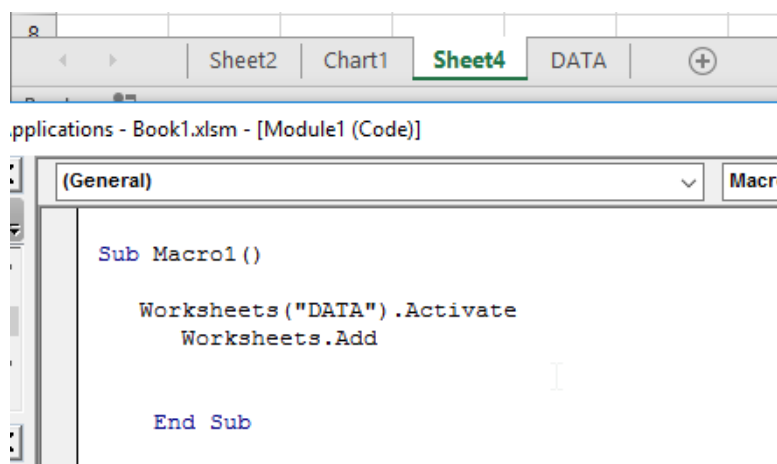 8
Sheet2 Chart1 Sheet4 DATA
pplications - Book1.xlsm - [Module1 (Code)]
(General)
Sub Macro1()
Worksheets("DATA").Activate
Worksheets.Add
End Sub